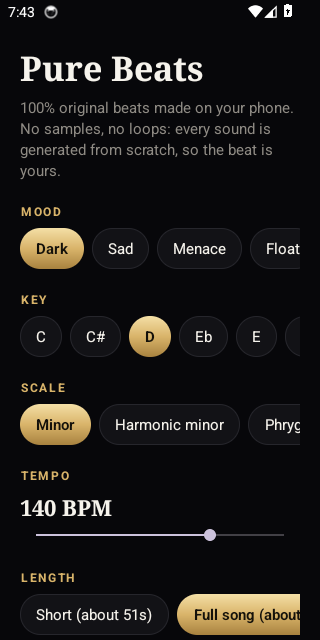 7:43
Pure Beats
100% original beats made on your phone.
No samples, no loops: every sound is
generated from scratch, so the beat is
yours.
MOOD
Dark Sad Menace Float
KEY
C C# D Eb E
SCALE
Minor Harmonic minor Phryg
TEMPO
140 BPM
LENGTH
Short (about 51s) Full song (about